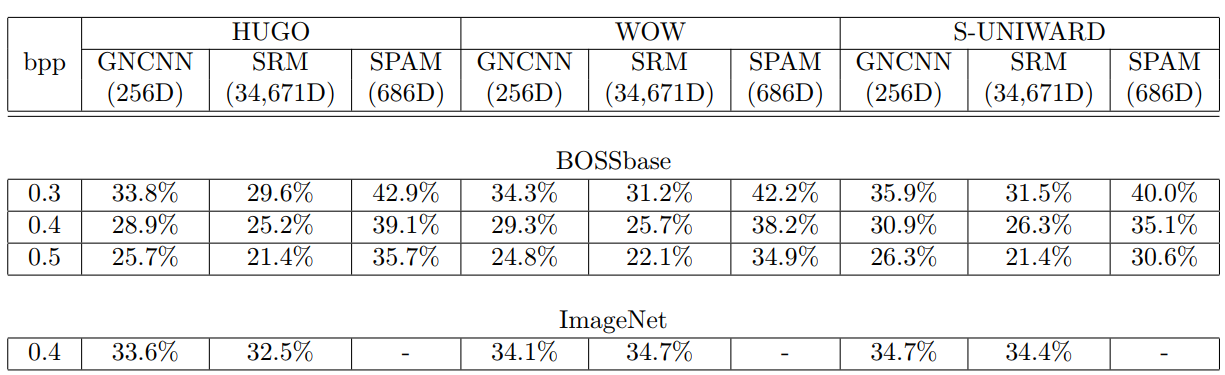 HUGO WOW S-UNIWARD
bpp GNCNN SRM SPAM GNCNN SRM SPAM GNCNN SRM SPAM
(256D) (34,671D) (686D) (256D) (34,671D) (686D) (256D) (34,671D) (686D)
BOSSbase
0.3 33.8% 29.6% 42.9% 34.3% 31.2% 42.2% 35.9% 31.5% 40.0%
0.4 28.9% 25.2% 39.1% 29.3% 25.7% 38.2% 30.9% 26.3% 35.1%
0.5 25.7% 21.4% 35.7% 24.8% 22.1% 34.9% 26.3% 21.4% 30.6%
ImageNet
0.4 33.6% 32.5% - 34.1% 34.7% - 34.7% 34.4% -